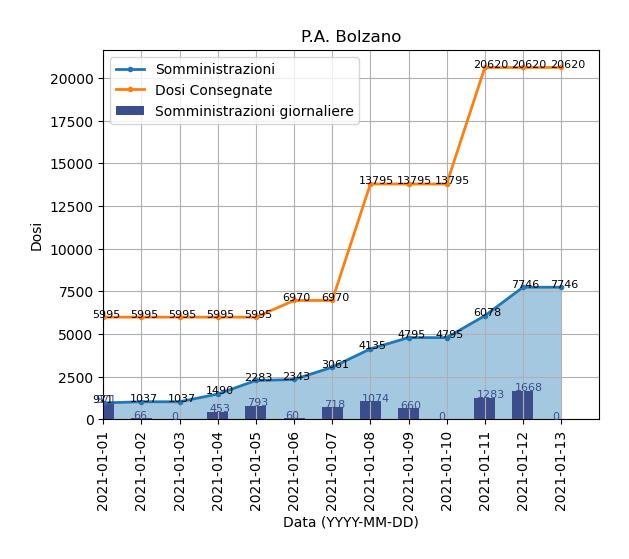 P.A. Bolzano
Somministrazioni
Dosi Consegnate
Somministrazioni giornaliere
Dosi
20000
17500
15000
12500
10000
7500
5000
2500
0
5995 5995 5995 5995 5995 6970 6970 13795 13795 13795 20620 20620 20620
971 1037 1037 1490 2283 2343 3061 4135 4795 4795 6078 7746 7746
66 0 453 793 60 718 1074 660 0 1283 1668 0
2021-01-01
2021-01-02
2021-01-03
2021-01-04
2021-01-05
2021-01-06
2021-01-07
2021-01-08
2021-01-09
2021-01-10
2021-01-11
2021-01-12
2021-01-13
Data (YYYY-MM-DD)